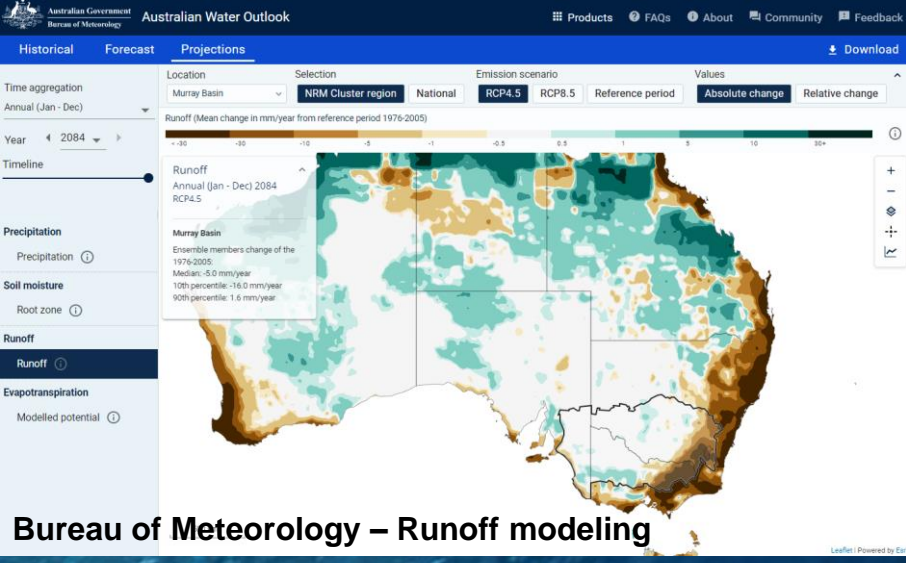 Australian Government
Bureau of Meteorology
Australian Water Outlook
Products
FAQs
About
Community
Feedback
Historical
Forecast
Projections
Download
Time aggregation
Annual (Jan - Dec)
Year
2084
Timeline
Location
Murray Basin
Selection
NRM Cluster region
National
Emission scenario
RCP4.5
RCP8.5
Reference period
Values
Absolute change
Relative change
Runoff (Mean change in mm/year from reference period 1976-2005)
< -30
-30
-10
-5
-1
-0.5
0.5
1
5
10
30+
Runoff
Annual (Jan - Dec) 2084
RCP4.5
Murray Basin
Ensemble members change of the
1976-2005:
Median: -5.0 mm/year
10th percentile: -16.0 mm/year
90th percentile: 1.6 mm/year
Precipitation
Precipitation
Soil moisture
Root zone
Runoff
Runoff
Evapotranspiration
Modelled potential
Bureau of Meteorology – Runoff modeling
Leaflet | Powered by Esr